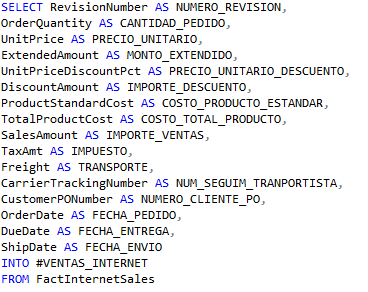 SELECT RevisionNumber AS NUMERO_REVISION,
OrderQuantity AS CANTIDAD_PEDIDO,
UnitPrice AS PRECIO_UNITARIO,
ExtendedAmount AS MONTO_EXTENDIDO,
UnitPriceDiscountPct AS PRECIO_UNITARIO_DESCUENTO,
DiscountAmount AS IMPORTE_DESCUENTO,
ProductStandardCost AS COSTO_PRODUCTO_ESTANDAR,
TotalProductCost AS COSTO_TOTAL_PRODUCTO,
SalesAmount AS IMPORTE_VENTAS,
TaxAmt AS IMPUESTO,
Freight AS TRANSPORTE,
CarrierTrackingNumber AS NUM_SEGUIM_TRANPORTISTA,
CustomerPONumber AS NUMERO_CLIENTE_PO,
OrderDate AS FECHA_PEDIDO,
DueDate AS FECHA_ENTREGA,
ShipDate AS FECHA_ENVIO
INTO #VENTAS_INTERNET
FROM FactInternetSales